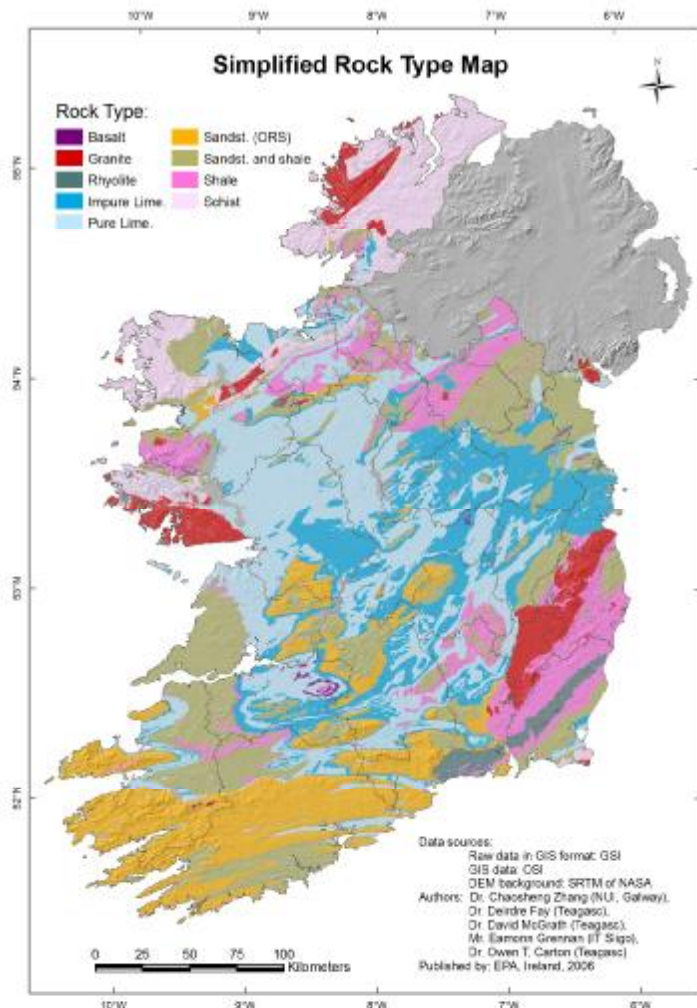 10°W 9°W 8°W 7°W 6°W
Simplified Rock Type Map
N
Rock Type:
Basalt
Granite
Rhyolite
Impure Lime.
Pure Lime.
Sandst. (ORS)
Sandst. and shale
Shale
Schist
55°N
54°N
53°N
52°N
Data sources:
Raw data in GIS format: GSI
GIS data: OSI
DEM background: SRTM of NASA
Authors: Dr. Chaosheng Zhang (NUI, Galway),
Dr. Deirdre Fay (Teagasc),
Dr. David McGrath (Teagasc),
Mr. Eamonn Grennan (IT Sligo),
Dr. Owen T. Carton (Teagasc)
Published by: EPA, Ireland, 2006
0 25 50 75 100
Kilometers
10°W 9°W 8°W 7°W 6°W